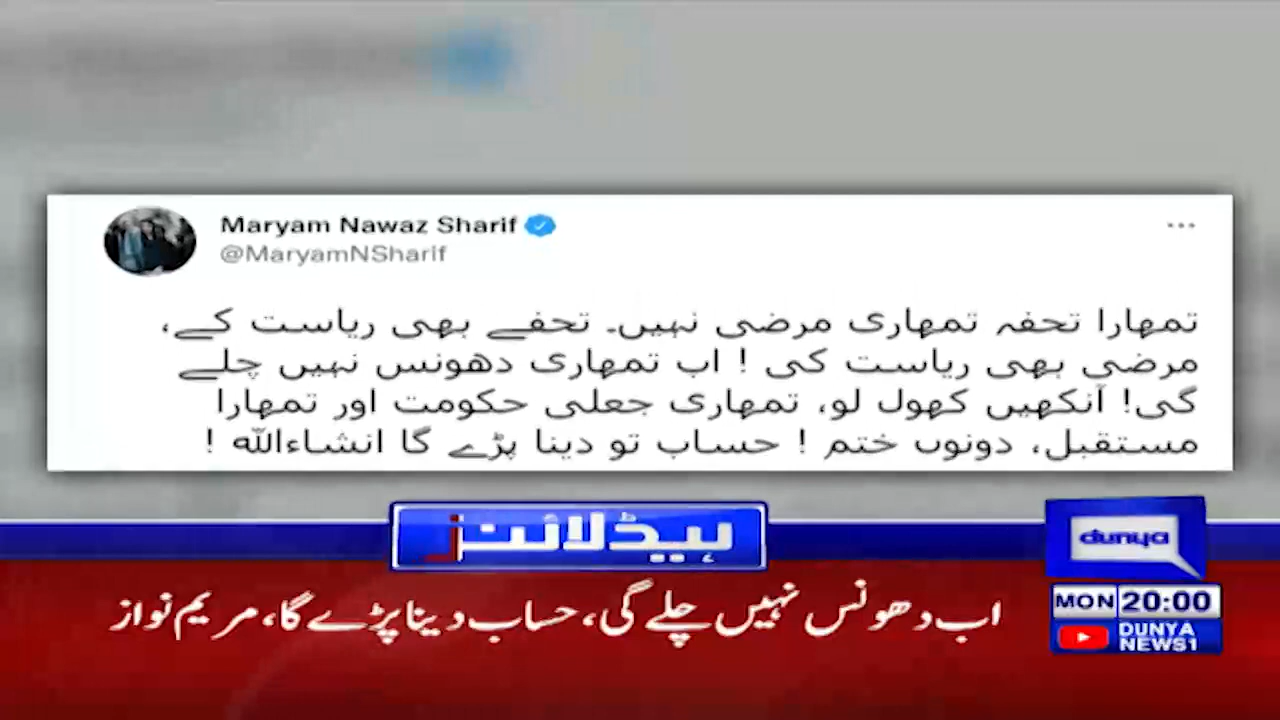 Maryam Nawaz Sharif
@MaryamNSharif
تمھارا تحفہ تمھاری مرضی نہیں۔ تحفے بھی ریاست کے،
مرضی بھی ریاست کی ! اب تمھاری دھونس نہیں چلے
گی! آنکھیں کھول لو، تمھاری جعلی حکومت اور تمھارا
مستقبل، دونوں ختم ! حساب تو دینا پڑے گا انشاءاللّہ !
ہیڈلائنز
dunya
اب دھونس نہیں چلے گی، حساب دینا پڑے گا، مریم نواز
MON 20:00
DUNYA
NEWS1